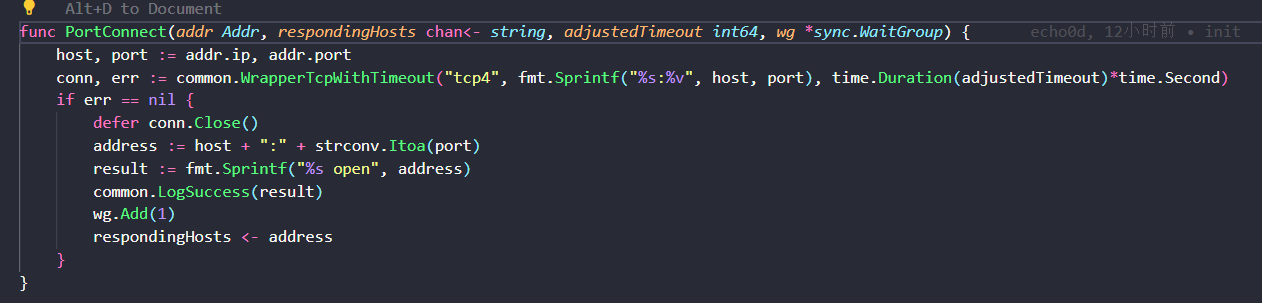 Alt+D to Document
func PortConnect(addr Addr, respondingHosts chan<- string, adjustedTimeout int64, wg *sync.WaitGroup) { echo0d, 12小时前 • init
    host, port := addr.ip, addr.port
    conn, err := common.WrapperTcpWithTimeout("tcp4", fmt.Sprintf("%s:%v", host, port), time.Duration(adjustedTimeout)*time.Second)
    if err == nil {
        defer conn.Close()
        address := host + ":" + strconv.Itoa(port)
        result := fmt.Sprintf("%s open", address)
        common.LogSuccess(result)
        wg.Add(1)
        respondingHosts <- address
    }
}